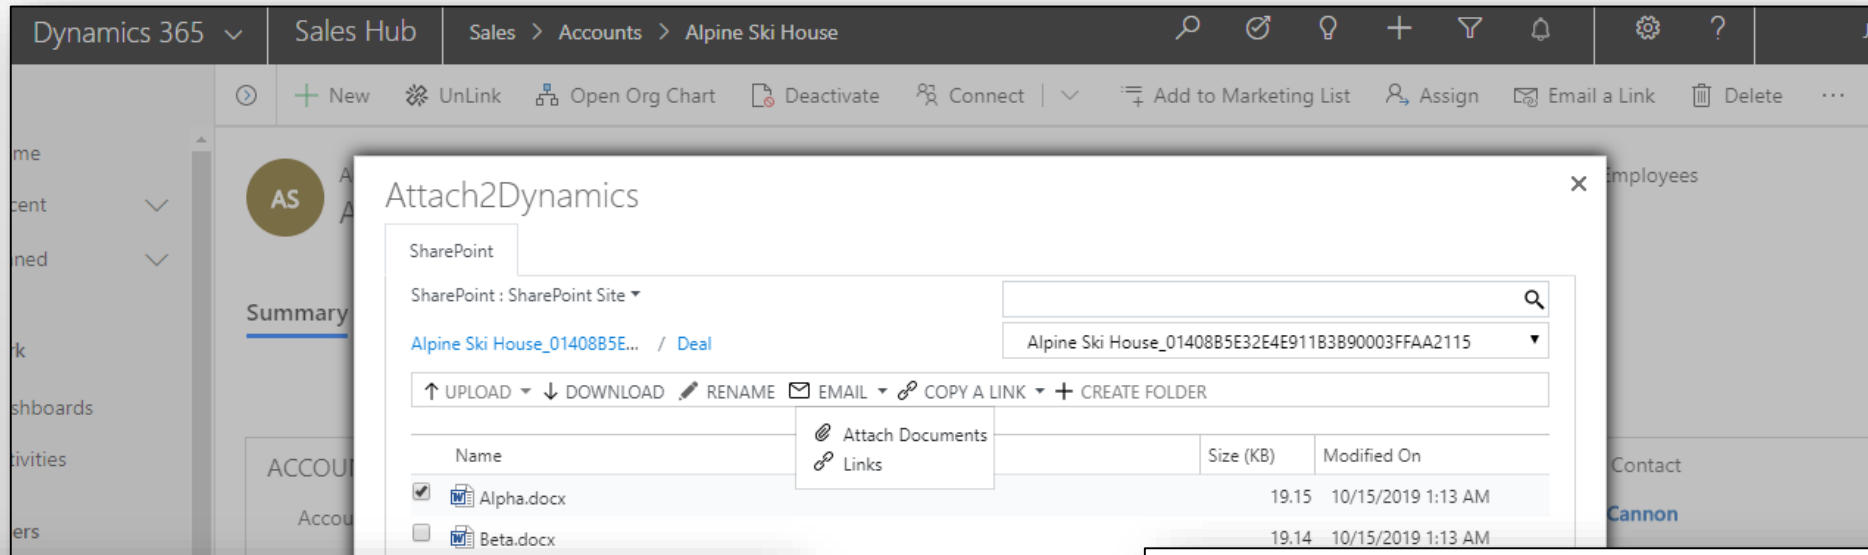 Dynamics 365 Sales Hub Sales > Accounts > Alpine Ski House ?
New UnLink Open Org Chart Deactivate Connect Add to Marketing List Assign Email a Link Delete ...
me
cent
ned
rk
shboards
tivities
ers
AS
A
A
Employees
Summary
Attach2Dynamics
SharePoint
SharePoint : SharePoint Site
Alpine Ski House_01408B5E... / Deal
Alpine Ski House_01408B5E32E4E911B3B90003FFAA2115
UPLOAD DOWNLOAD RENAME EMAIL COPY A LINK CREATE FOLDER
Attach Documents
Links
Name Size (KB) Modified On
Alpha.docx 19.15 10/15/2019 1:13 AM
Beta.docx 19.14 10/15/2019 1:13 AM
ACCOU
Accou
Contact
Cannon